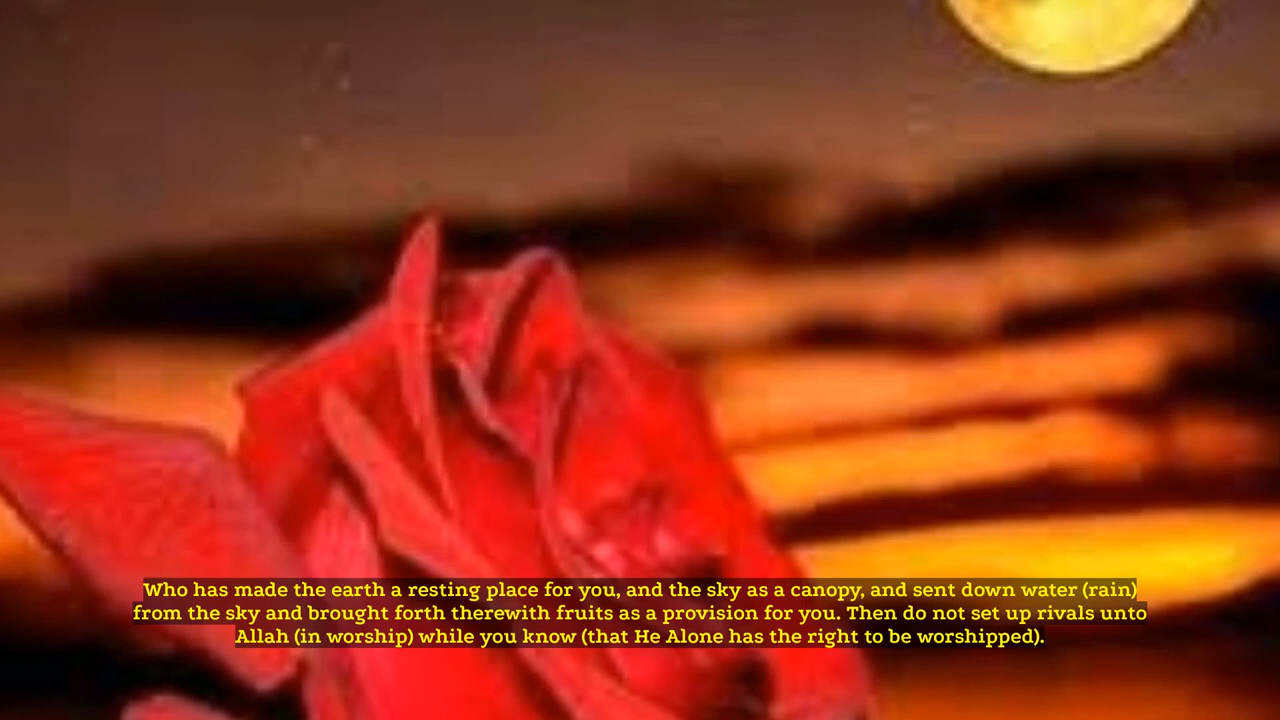 Who has made the earth a resting place for you, and the sky as a canopy, and sent down water (rain)
from the sky and brought forth therewith fruits as a provision for you. Then do not set up rivals unto
Allah (in worship) while you know (that He Alone has the right to be worshipped).